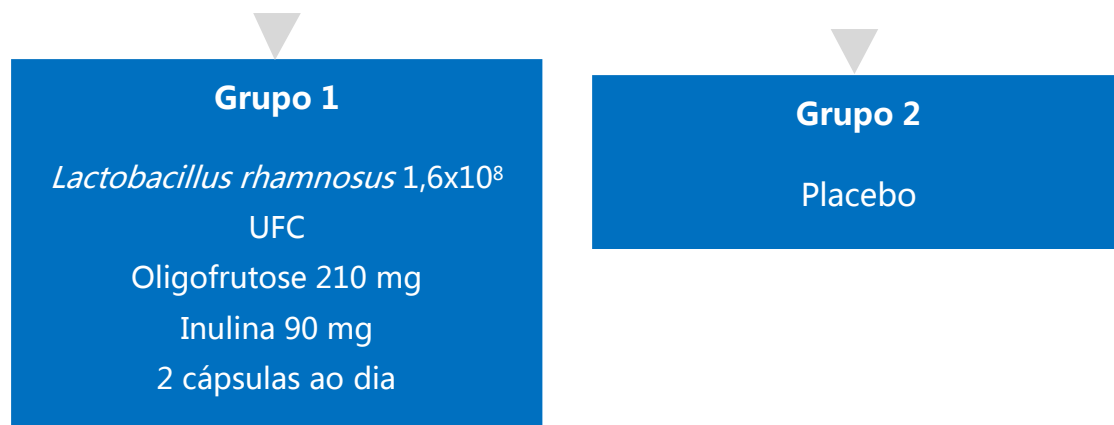 Grupo 1
Lactobacillus rhamnosus 1,6x10⁸
UFC
Oligofrutose 210 mg
Inulina 90 mg
2 cápsulas ao dia
Grupo 2
Placebo